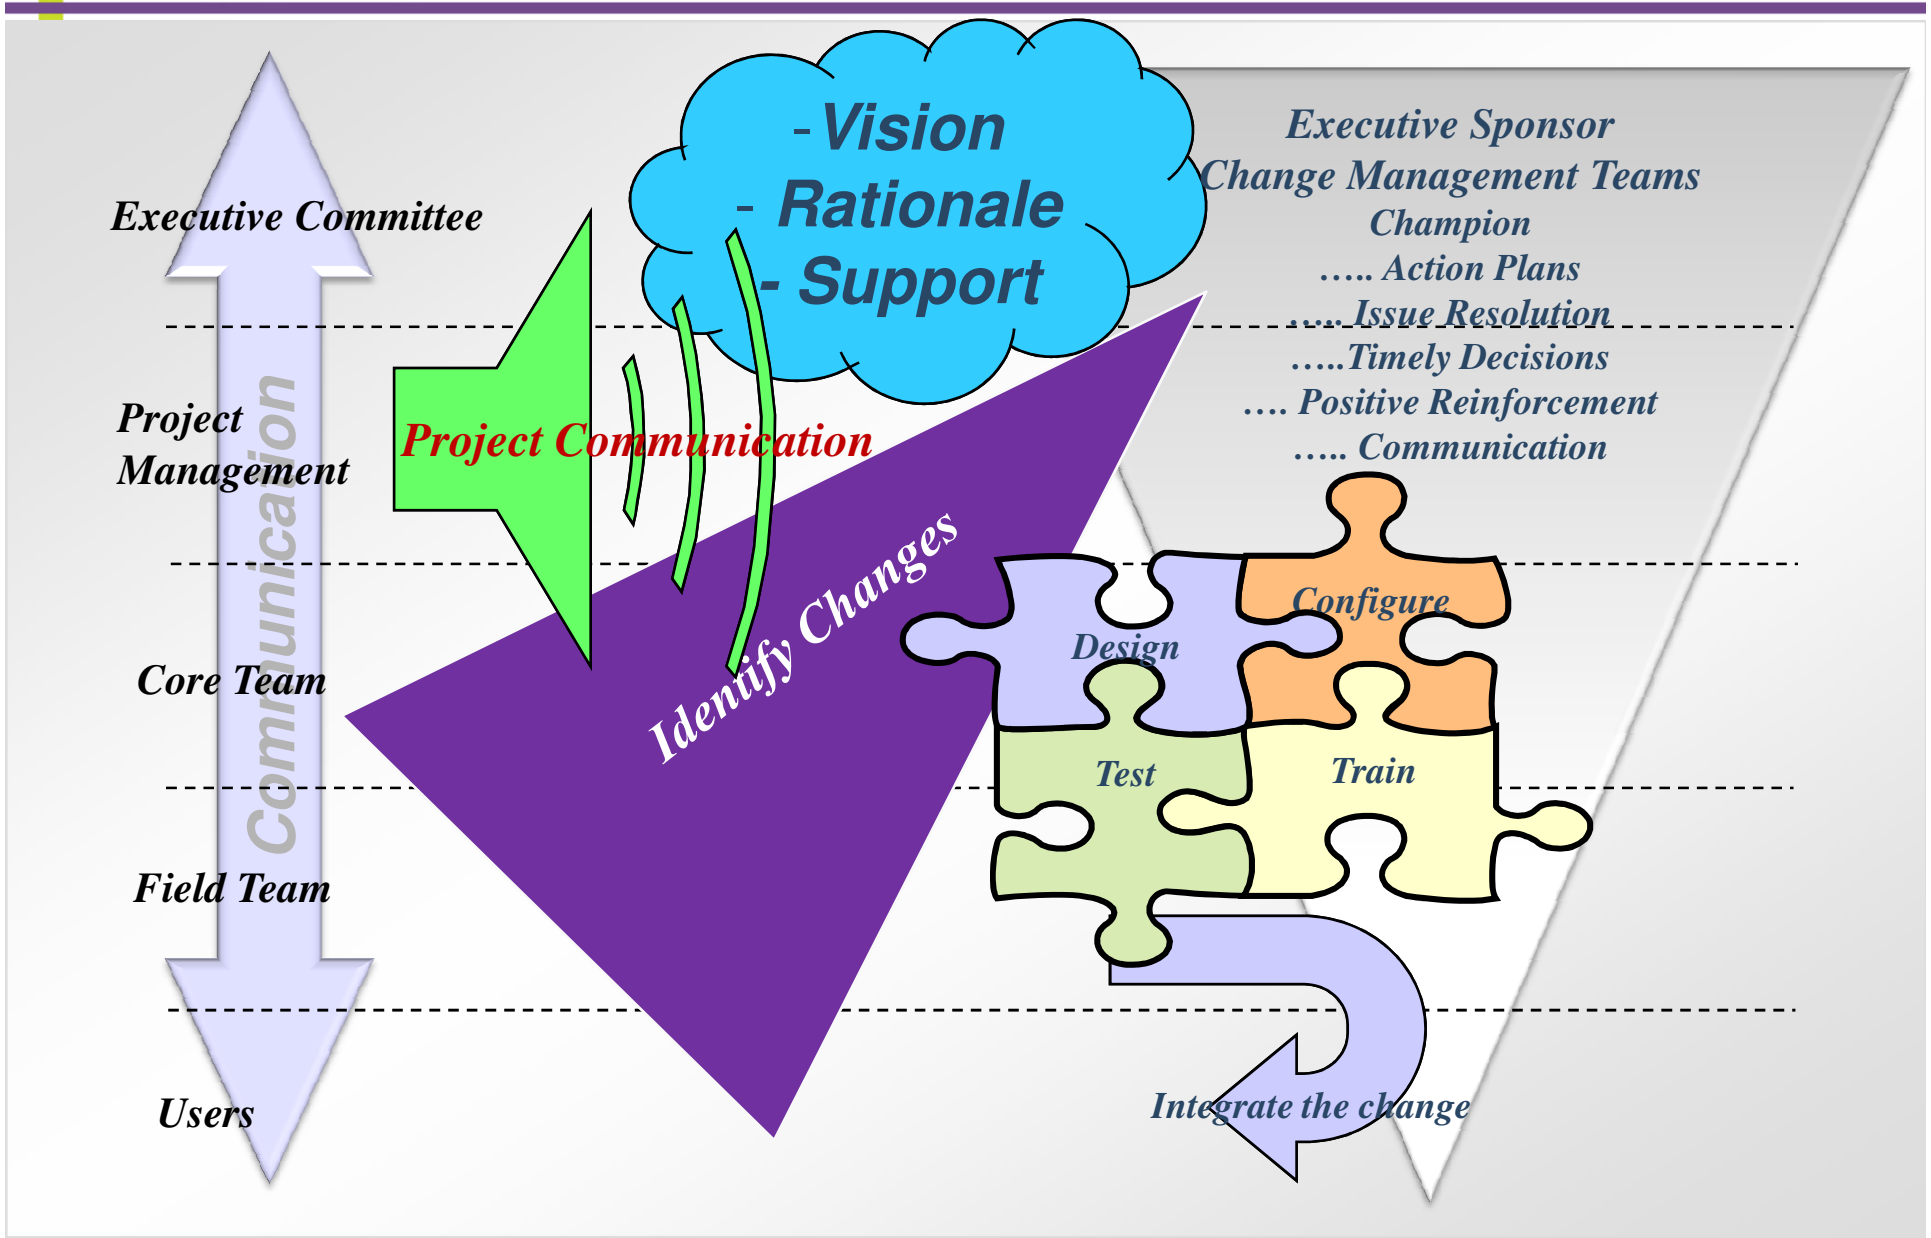 -Vision
- Rationale
- Support
Executive Sponsor
Change Management Teams
Champion
….. Action Plans
….. Issue Resolution
…..Timely Decisions
…. Positive Reinforcement
….. Communication
Executive Committee
Project
Management
Core Team
Field Team
Users
Communication
Project Communication
Identify Changes
Design
Configure
Test
Train
Integrate the change